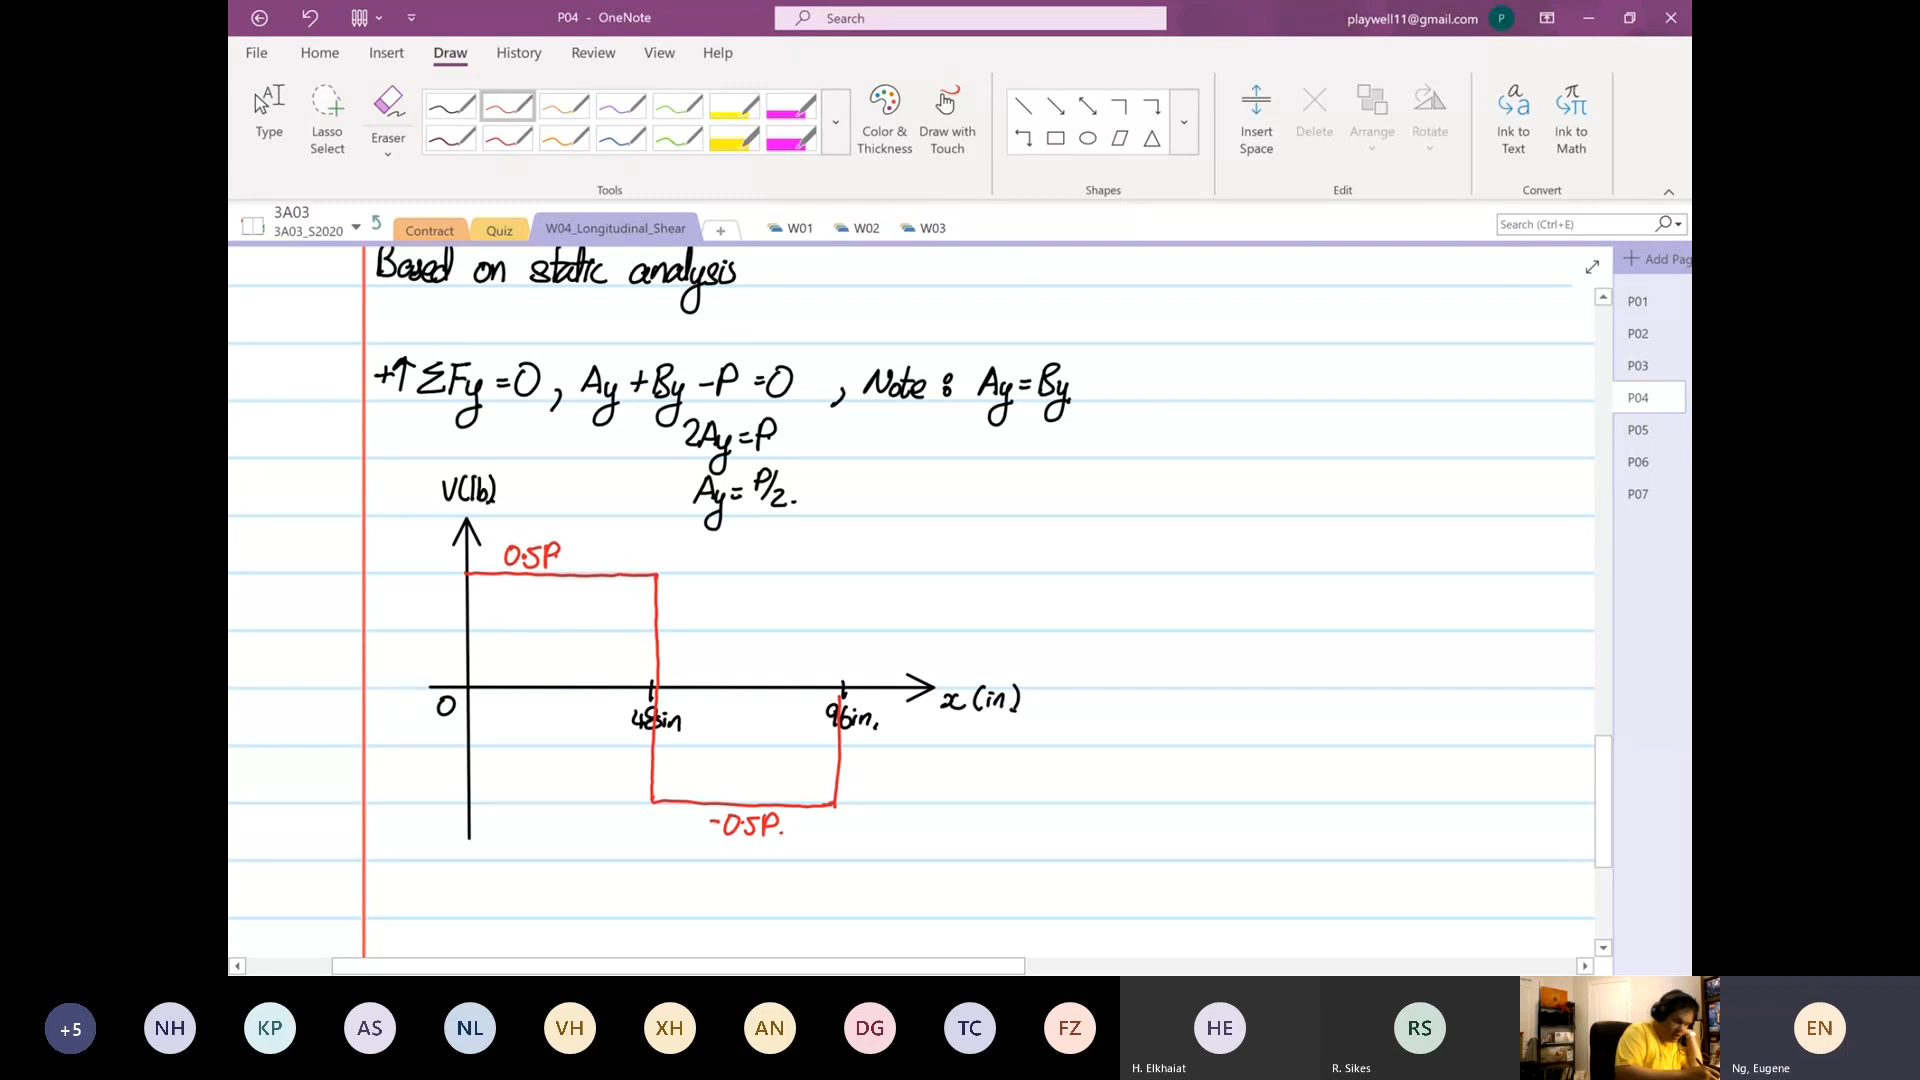 P04 - OneNote
Search
playwell11@gmail.com
P
File Home Insert Draw History Review View Help
Type
Lasso Select
Eraser
Color & Thickness
Draw with Touch
Insert Space
Delete
Arrange
Rotate
Ink to Text
Ink to Math
Tools
Shapes
Edit
Convert
3A03
3A03_S2020
Contract
Quiz
W04_Longitudinal_Shear
W01
W02
W03
Search (Ctrl+E)
Add Pag
P01
P02
P03
P04
P05
P06
P07
Based on static analysis
+↑ ΣFy = 0, Ay + By - P = 0 , Note: Ay = By.
2Ay = P
Ay = P/2.
V(lb)
0.5P
0
48in
96in.
x (in)
-0.5P.
+5 NH KP AS NL VH XH AN DG TC FZ HE RS EN
H. Elkhaiat
R. Sikes
Ng, Eugene